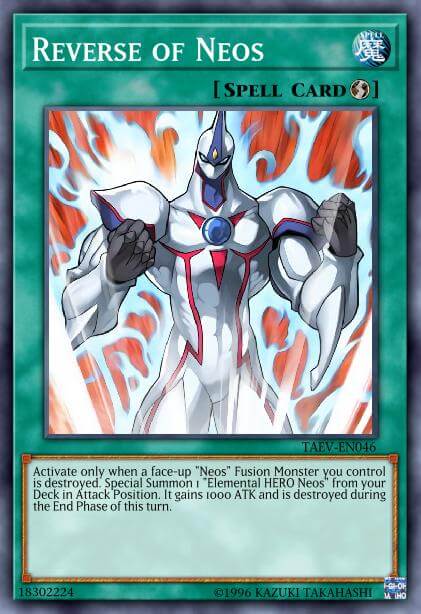 Reverse of Neos
SPELL
魔
[Spell Card]
TAEV-EN046
Activate only when a face-up "Neos" Fusion Monster you control
is destroyed. Special Summon 1 "Elemental HERO Neos" from your
Deck in Attack Position. It gains 1000 ATK and is destroyed during
the End Phase of this turn.
18302224
©1996 KAZUKI TAKAHASHI